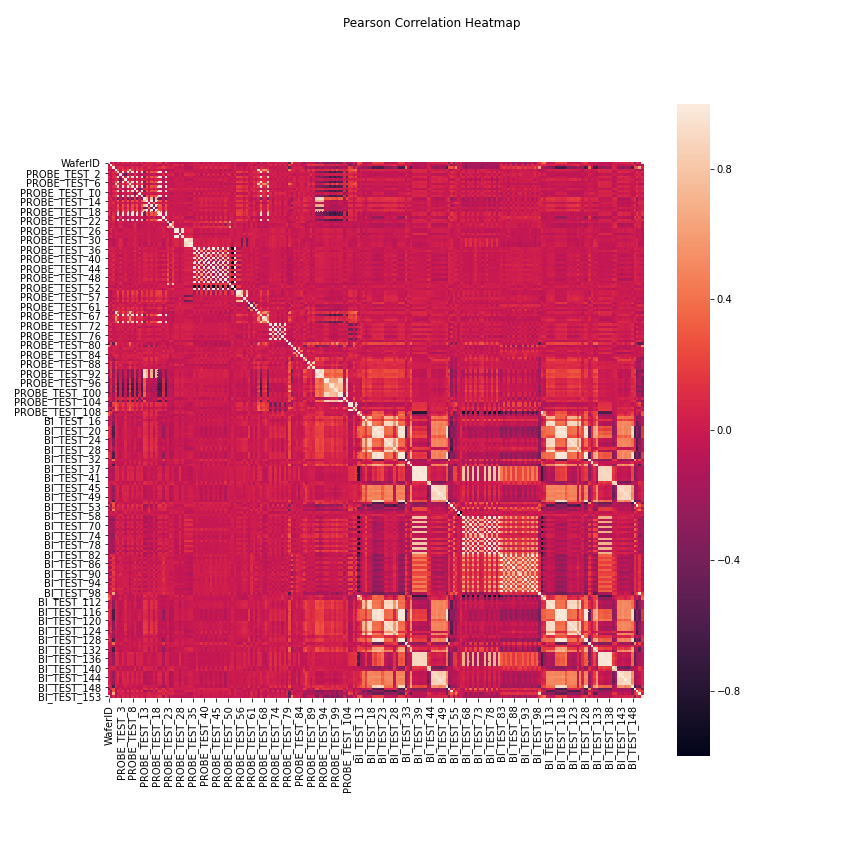 Pearson Correlation Heatmap
WaferID
PROBE_TEST_2
PROBE_TEST_6
PROBE_TEST_10
PROBE_TEST_14
PROBE_TEST_18
PROBE_TEST_22
PROBE_TEST_26
PROBE_TEST_30
PROBE_TEST_36
PROBE_TEST_40
PROBE_TEST_44
PROBE_TEST_48
PROBE_TEST_52
PROBE_TEST_57
PROBE_TEST_61
PROBE_TEST_67
PROBE_TEST_72
PROBE_TEST_76
PROBE_TEST_80
PROBE_TEST_84
PROBE_TEST_88
PROBE_TEST_92
PROBE_TEST_96
PROBE_TEST_100
PROBE_TEST_104
PROBE_TEST_108
BI_TEST_16
BI_TEST_20
BI_TEST_24
BI_TEST_28
BI_TEST_32
BI_TEST_37
BI_TEST_41
BI_TEST_45
BI_TEST_49
BI_TEST_53
BI_TEST_58
BI_TEST_70
BI_TEST_74
BI_TEST_78
BI_TEST_82
BI_TEST_86
BI_TEST_90
BI_TEST_94
BI_TEST_98
BI_TEST_112
BI_TEST_116
BI_TEST_120
BI_TEST_124
BI_TEST_128
BI_TEST_132
BI_TEST_136
BI_TEST_140
BI_TEST_144
BI_TEST_148
BI_TEST_153
WaferID
PROBE_TEST_3
PROBE_TEST_8
PROBE_TEST_13
PROBE_TEST_18
PROBE_TEST_23
PROBE_TEST_28
PROBE_TEST_35
PROBE_TEST_40
PROBE_TEST_45
PROBE_TEST_50
PROBE_TEST_56
PROBE_TEST_61
PROBE_TEST_68
PROBE_TEST_74
PROBE_TEST_79
PROBE_TEST_84
PROBE_TEST_89
PROBE_TEST_94
PROBE_TEST_99
PROBE_TEST_104
BI_TEST_13
BI_TEST_18
BI_TEST_23
BI_TEST_28
BI_TEST_33
BI_TEST_39
BI_TEST_44
BI_TEST_49
BI_TEST_55
BI_TEST_68
BI_TEST_73
BI_TEST_78
BI_TEST_83
BI_TEST_88
BI_TEST_93
BI_TEST_98
BI_TEST_113
BI_TEST_118
BI_TEST_123
BI_TEST_128
BI_TEST_133
BI_TEST_138
BI_TEST_143
BI_TEST_148
0.8
0.4
0.0
−0.4
−0.8